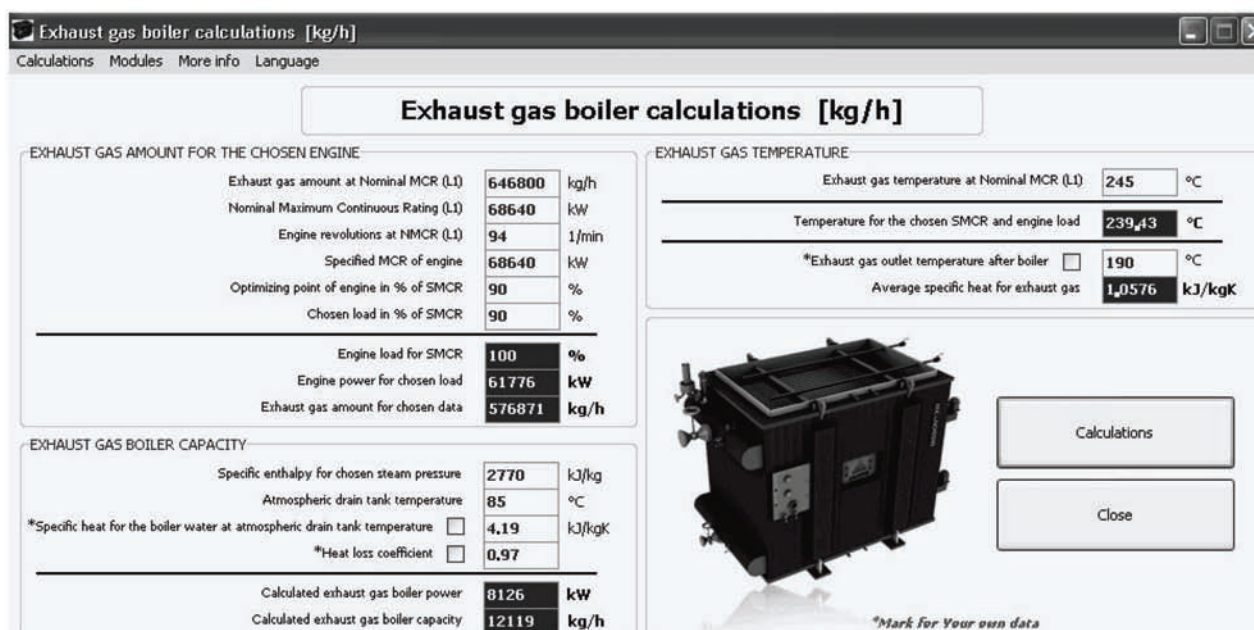 Exhaust gas boiler calculations [kg/h]
Calculations Modules More info Language
Exhaust gas boiler calculations [kg/h]
EXHAUST GAS AMOUNT FOR THE CHOSEN ENGINE
Exhaust gas amount at Nominal MCR (L1) 646800 kg/h
Nominal Maximum Continuous Rating (L1) 68640 kW
Engine revolutions at NMCR (L1) 94 1/min
Specified MCR of engine 68640 kW
Optimizing point of engine in % of SMCR 90 %
Chosen load in % of SMCR 90 %
Engine load for SMCR 100 %
Engine power for chosen load 61776 kW
Exhaust gas amount for chosen data 576871 kg/h
EXHAUST GAS BOILER CAPACITY
Specific enthalpy for chosen steam pressure 2770 kJ/kg
Atmospheric drain tank temperature 85 °C
*Specific heat for the boiler water at atmospheric drain tank temperature 4.19 kJ/kgK
*Heat loss coefficient 0.97
Calculated exhaust gas boiler power 8126 kW
Calculated exhaust gas boiler capacity 12119 kg/h
EXHAUST GAS TEMPERATURE
Exhaust gas temperature at Nominal MCR (L1) 245 °C
Temperature for the chosen SMCR and engine load 239,43 °C
*Exhaust gas outlet temperature after boiler 190 °C
Average specific heat for exhaust gas 1,0576 kJ/kgK
Calculations
Close
*Mark for Your own data